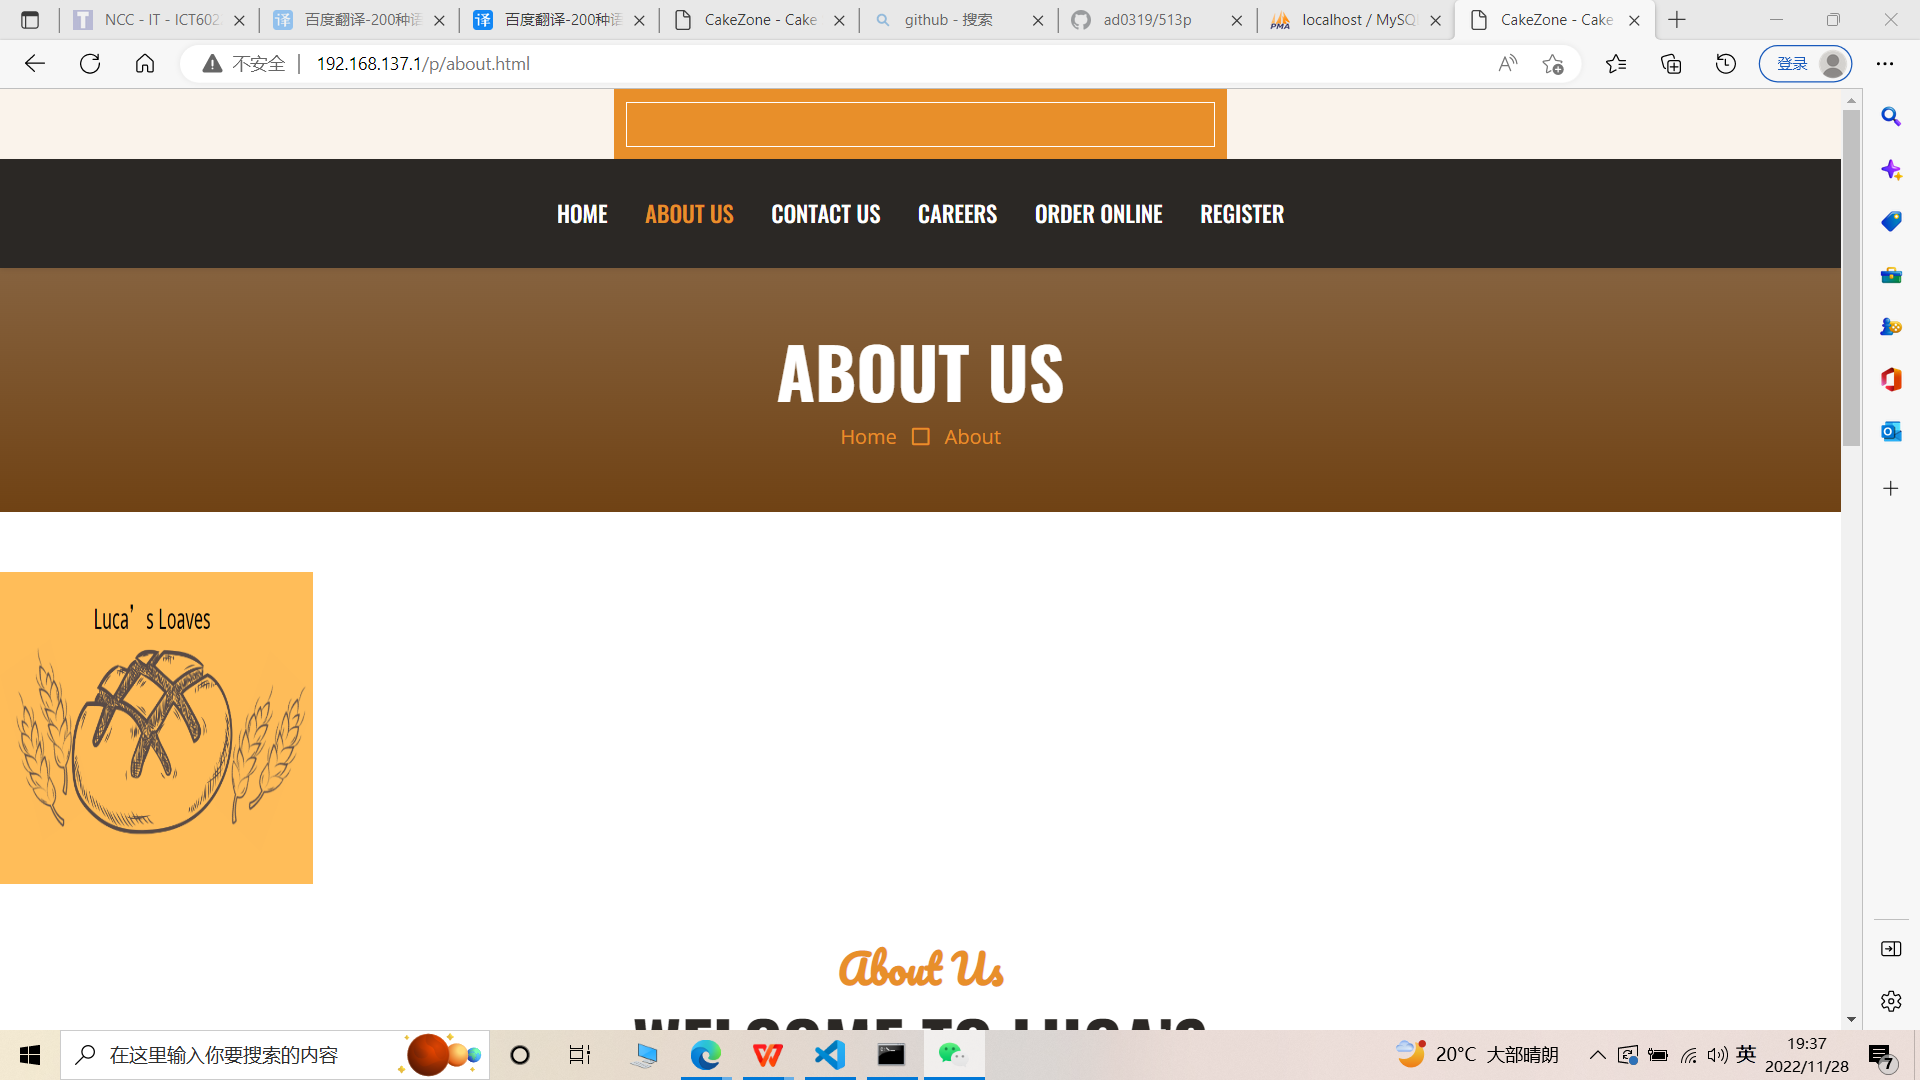 NCC - IT - ICT602
百度翻译-200种语
百度翻译-200种语
CakeZone - Cake
github - 搜索
ad0319/513p
localhost / MySQ
CakeZone - Cake
不安全
192.168.137.1/p/about.html
登录
HOME
ABOUT US
CONTACT US
CAREERS
ORDER ONLINE
REGISTER
ABOUT US
Home
About
Luca's Loaves
About Us
WELCOME TO LUCA'S
在这里输入你要搜索的内容
20°C 大部晴朗
英
19:37
2022/11/28
7